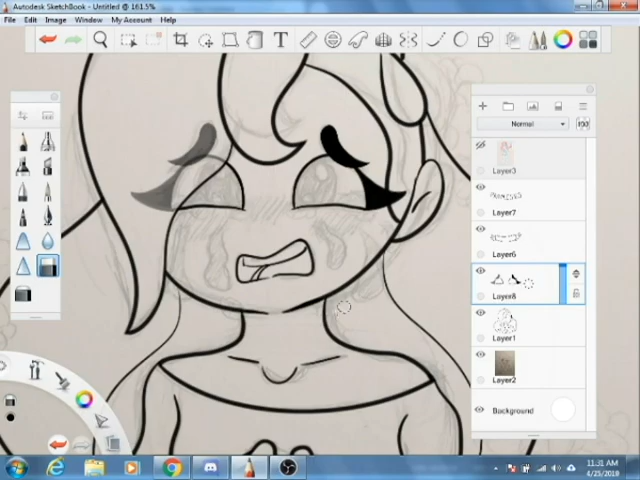 Autodesk SketchBook - Untitled @ 161.5%
File Edit Image Window My Account Help
Normal
Layer3
Layer7
Layer6
Layer8
Layer1
Layer2
Background
11:31 AM
4/25/2019